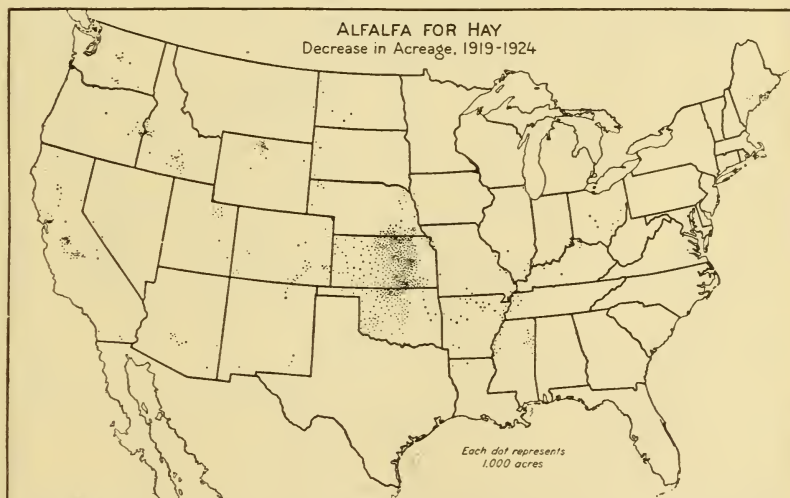 ALFALFA FOR HAY
Decrease in Acreage, 1919-1924
Each dot represents
1,000 acres